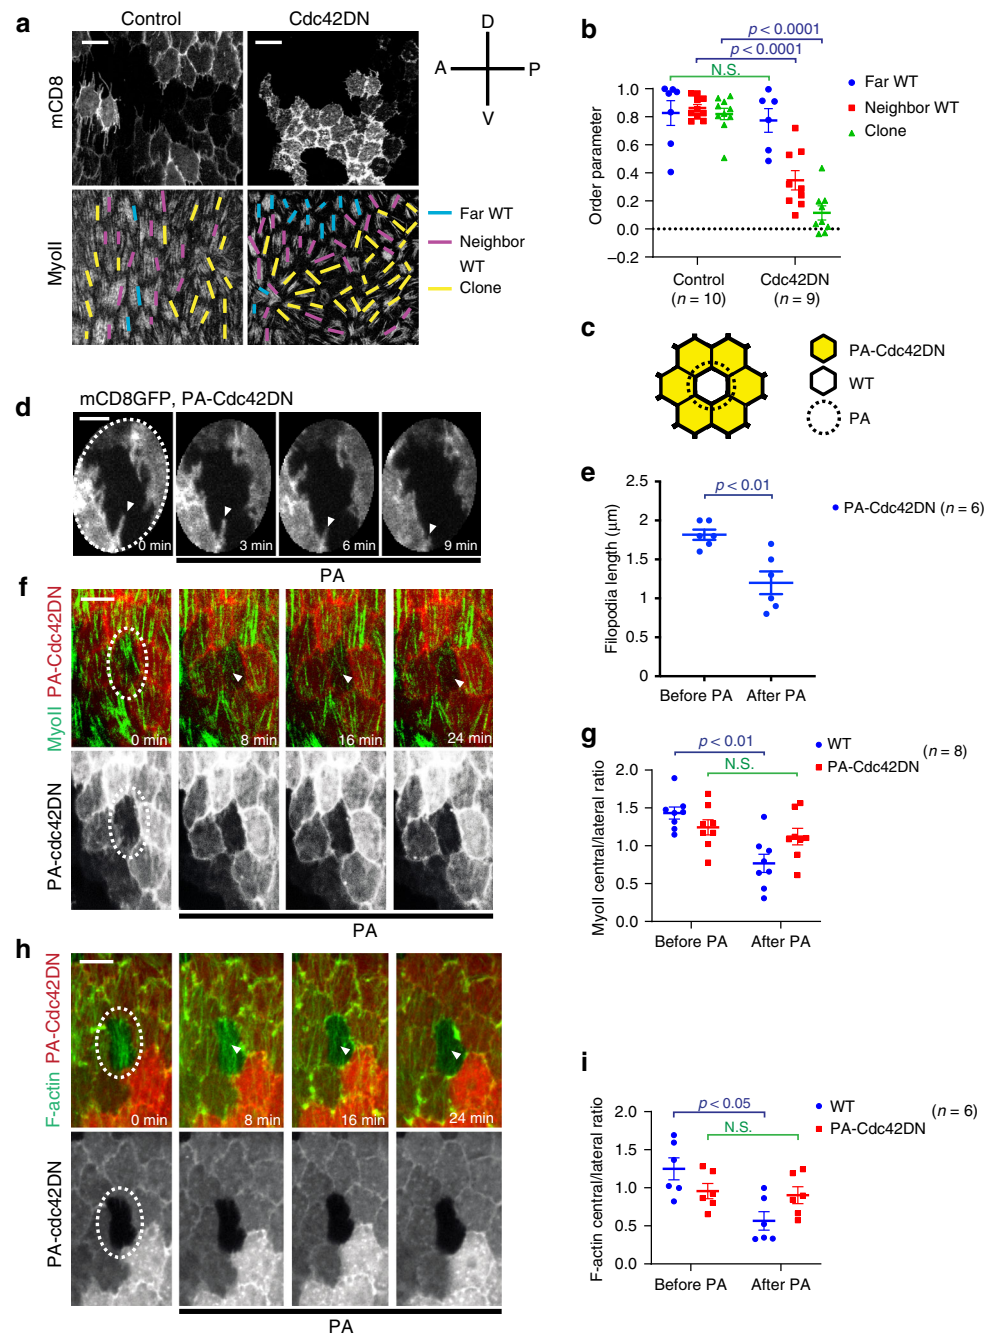 a
Control
Cdc42DN
mCD8
MyoII
D
A
P
V
Far WT
Neighbor
WT
Clone
b
p < 0.0001
p < 0.0001
N.S.
Order parameter
1.0
0.8
0.6
0.4
0.2
0.0
–0.2
Control
(n = 10)
Cdc42DN
(n = 9)
Far WT
Neighbor WT
Clone
c
PA-Cdc42DN
WT
PA
d
mCD8GFP, PA-Cdc42DN
0 min
3 min
6 min
9 min
PA
e
p < 0.01
Filopodia length (μm)
2.5
2
1.5
1
0.5
0
Before PA
After PA
PA-Cdc42DN (n = 6)
f
MyoII PA-Cdc42DN
0 min
8 min
16 min
24 min
PA-cdc42DN
PA
g
p < 0.01
N.S.
WT
PA-Cdc42DN
(n = 8)
MyoII central/lateral ratio
2.0
1.5
1.0
0.5
0.0
Before PA
After PA
h
F-actin PA-Cdc42DN
0 min
8 min
16 min
24 min
PA-cdc42DN
PA
i
p < 0.05
N.S.
WT
PA-Cdc42DN
(n = 6)
F-actin central/lateral ratio
2.0
1.5
1.0
0.5
0.0
Before PA
After PA